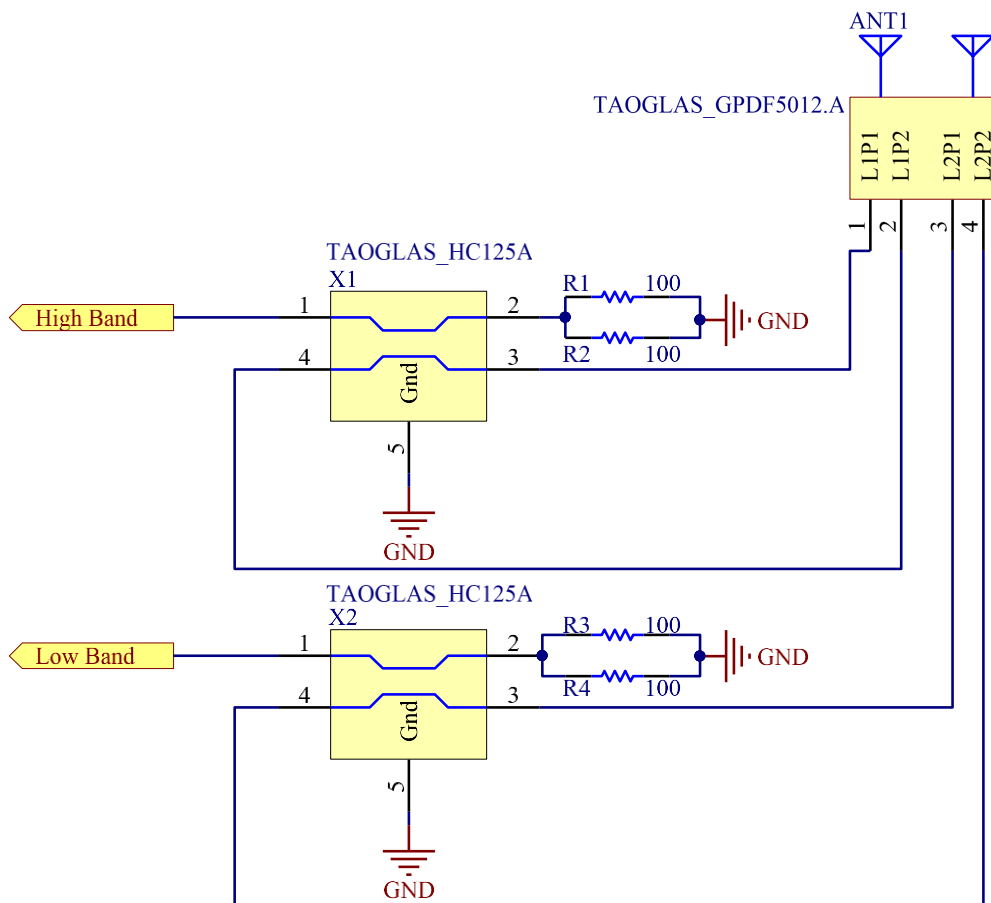 ANT1
TAOGLAS_GPDF5012.A
L1P1
L1P2
L2P1
L2P2
1
2
3
4
TAOGLAS_HC125A
X1
High Band
1
2
4
3
Gnd
5
GND
R1 100
R2 100
GND
TAOGLAS_HC125A
X2
Low Band
1
2
4
3
Gnd
5
GND
R3 100
R4 100
GND